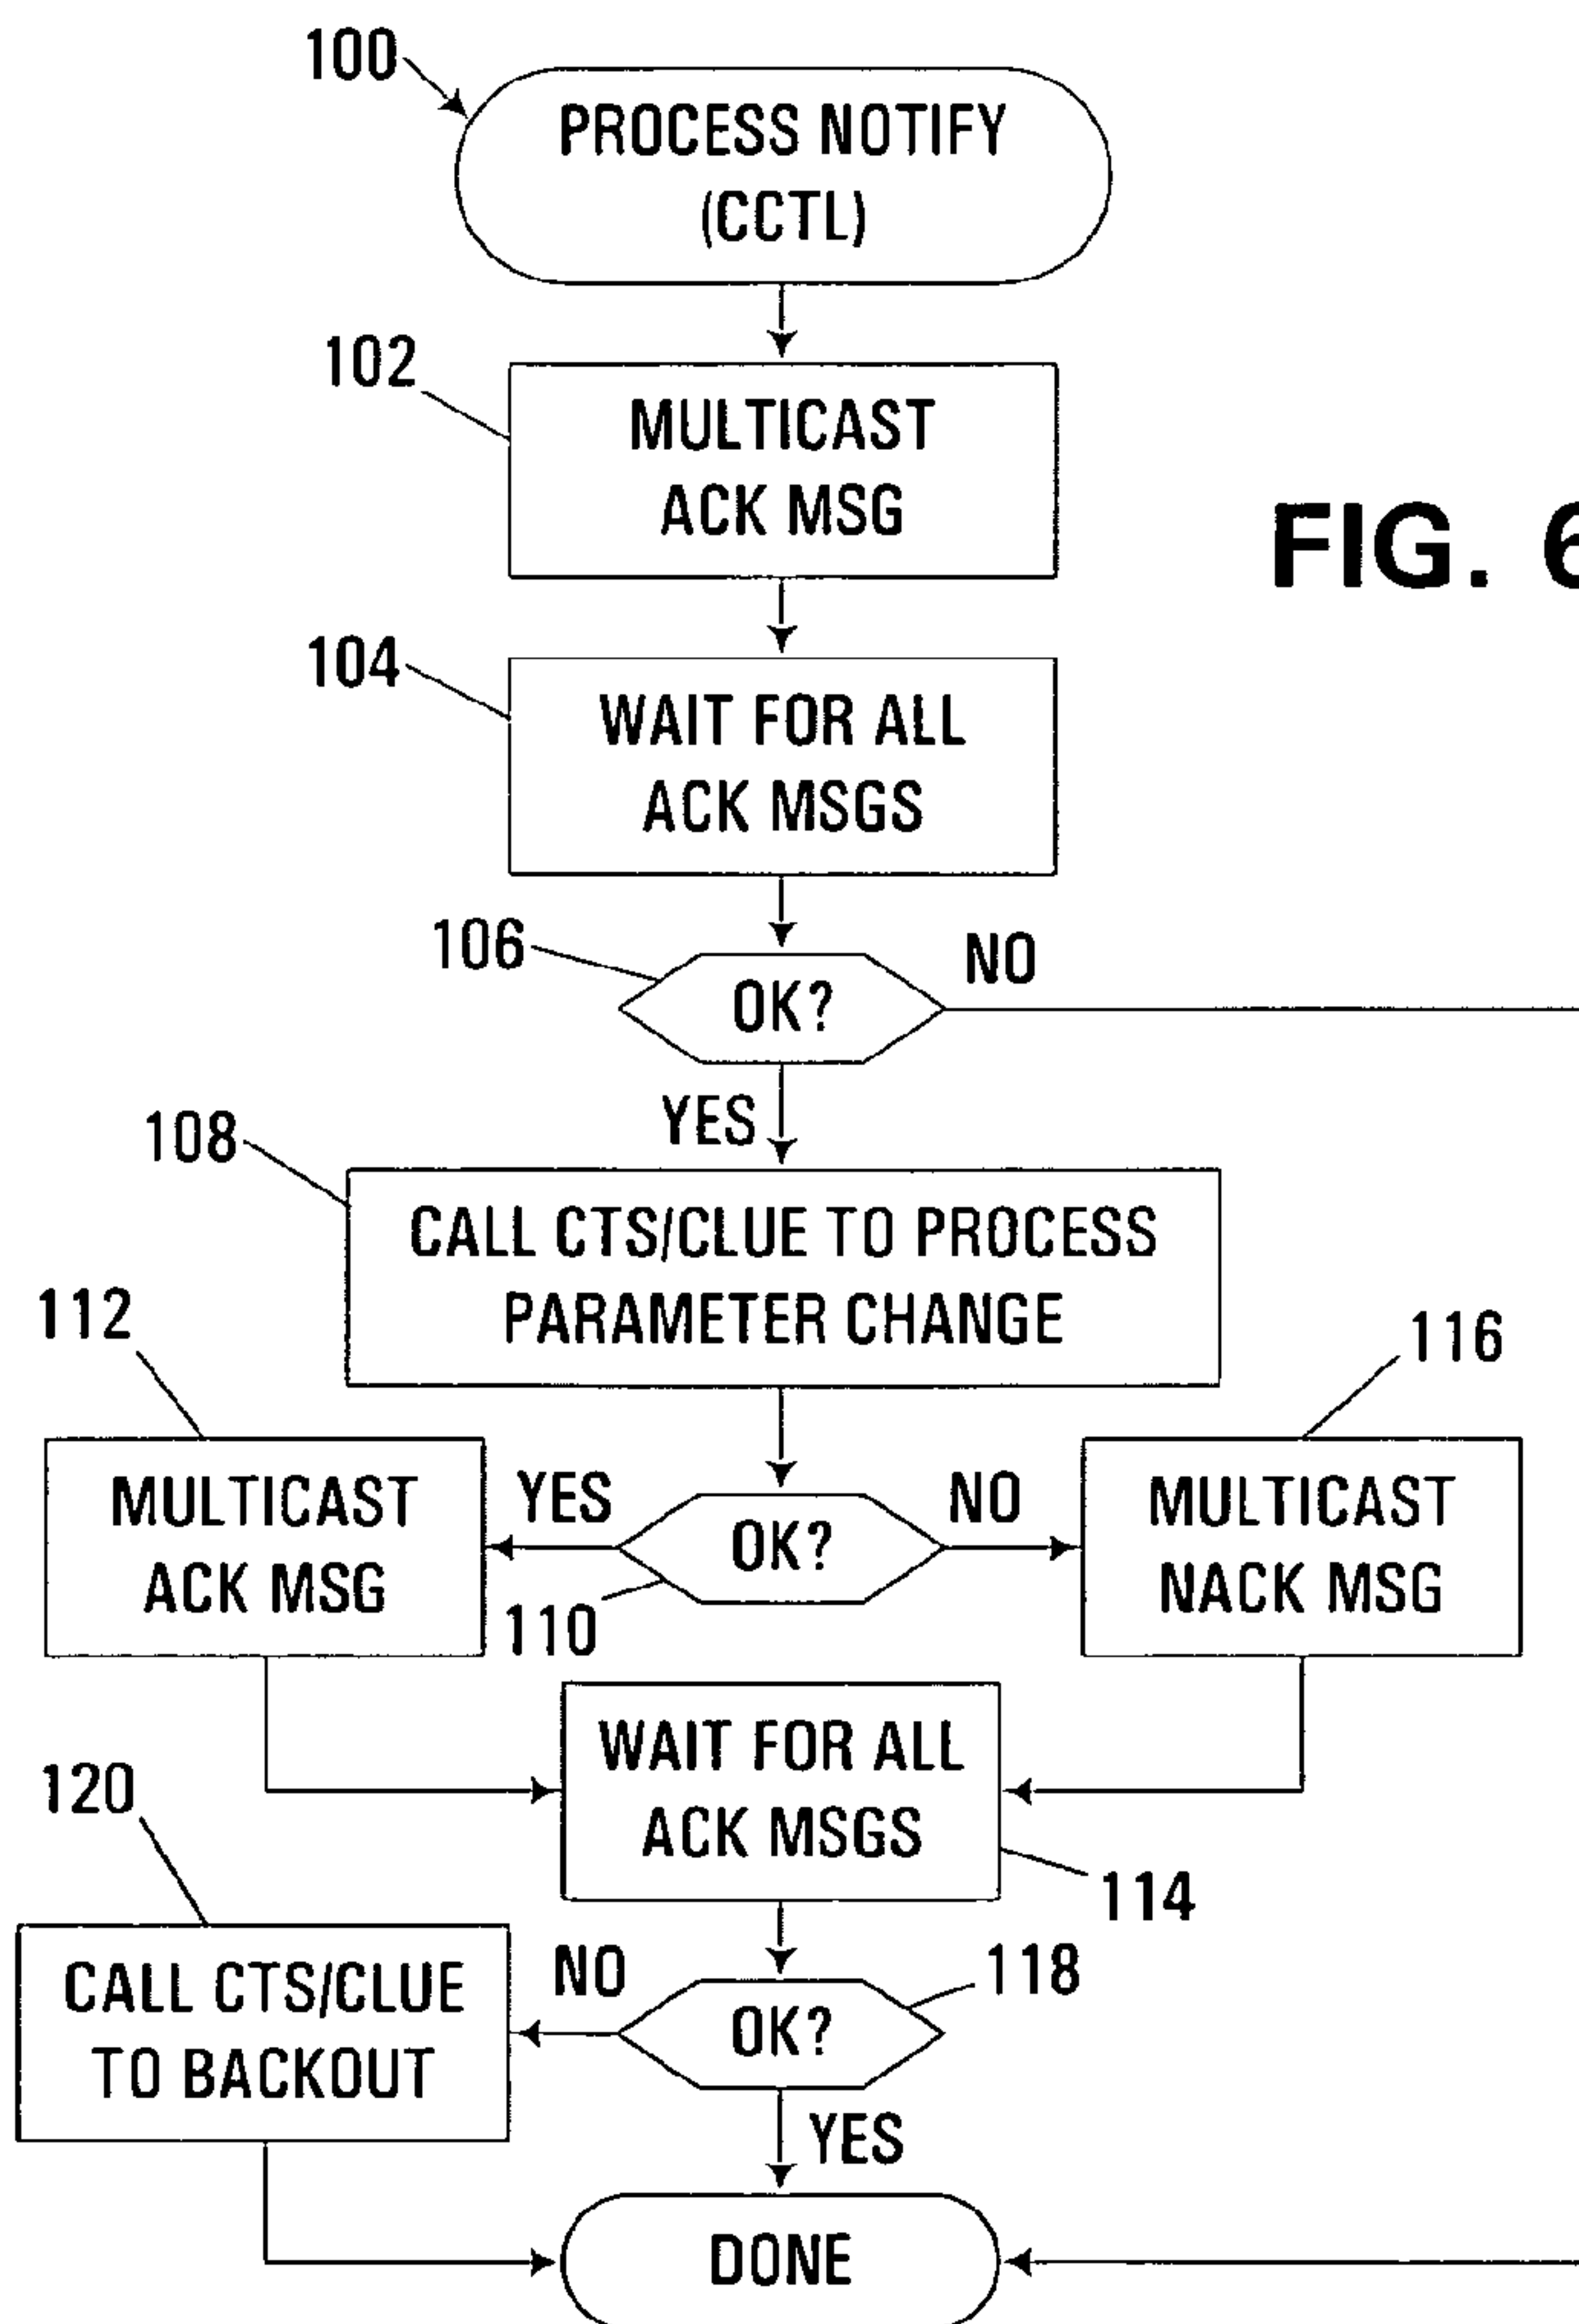 100
PROCESS NOTIFY
(CCTL)
102
MULTICAST
ACK MSG
FIG. 6
104
WAIT FOR ALL
ACK MSGS
106
OK?
NO
YES
108
CALL CTS/CLUE TO PROCESS
PARAMETER CHANGE
112
116
MULTICAST
ACK MSG
YES
OK?
NO
MULTICAST
NACK MSG
110
WAIT FOR ALL
ACK MSGS
114
120
CALL CTS/CLUE
TO BACKOUT
NO
OK?
118
YES
DONE